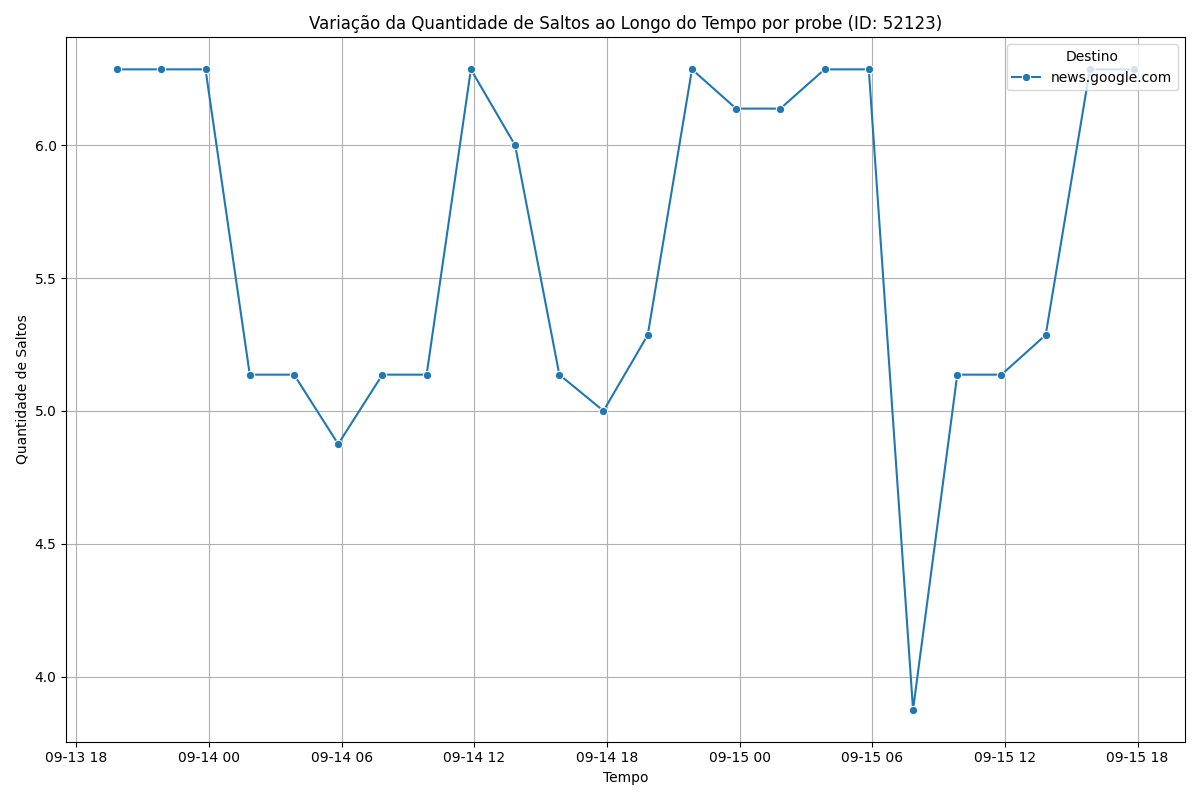 Variação da Quantidade de Saltos ao Longo do Tempo por probe (ID: 52123)
Destino
news.google.com
Quantidade de Saltos
6.0
5.5
5.0
4.5
4.0
09-13 18
09-14 00
09-14 06
09-14 12
09-14 18
09-15 00
09-15 06
09-15 12
09-15 18
Tempo